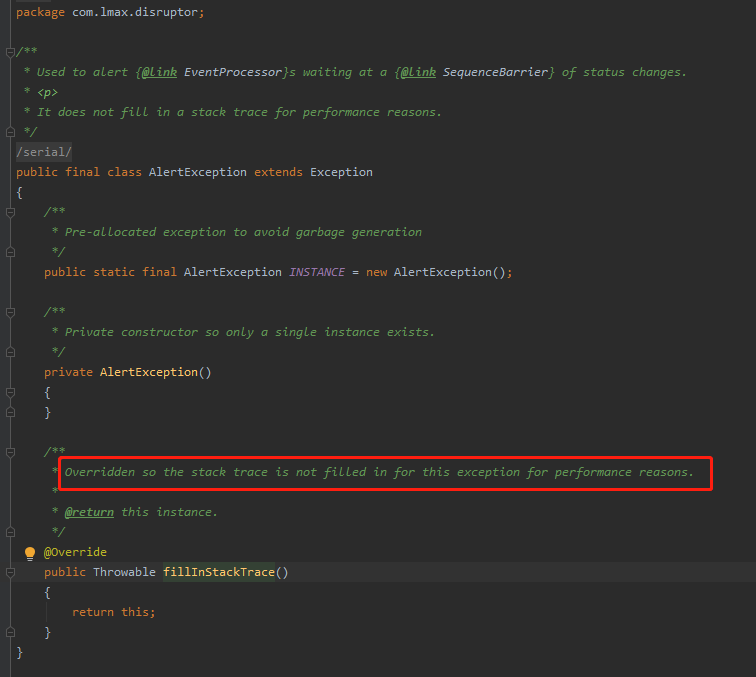 package com.lmax.disruptor;
/**
* Used to alert {@link EventProcessor}s waiting at a {@link SequenceBarrier} of status changes.
* <p>
* It does not fill in a stack trace for performance reasons.
*/
/serial/
public final class AlertException extends Exception
{
/**
* Pre-allocated exception to avoid garbage generation
*/
public static final AlertException INSTANCE = new AlertException();
/**
* Private constructor so only a single instance exists.
*/
private AlertException()
{
}
/**
* Overridden so the stack trace is not filled in for this exception for performance reasons.
*
* @return this instance.
*/
@Override
public Throwable fillInStackTrace()
{
return this;
}
}